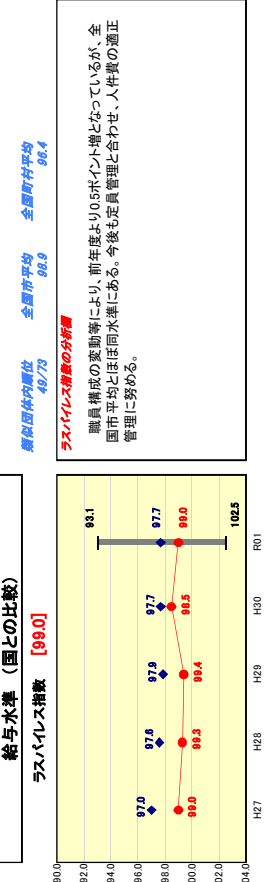 給与水準 （国との比較）
ラスパイレス指数 [99.0]
類似団体内順位
49/73
全国市平均
98.9
全国町村平均
96.4
ラスパイレス指数の分析欄
職員構成の変動等により、前年度より0.5ポイント増となっているが、全
国市平均とほぼ同水準にある。今後も定員管理と合わせ、人件費の適正
管理に努める。
90.0
92.0
94.0
96.0
98.0
00.0
02.0
04.0
93.1
97.0
97.6
97.9
97.7
97.7
99.0
99.3
99.4
98.5
99.0
102.5
H27
H28
H29
H30
R01